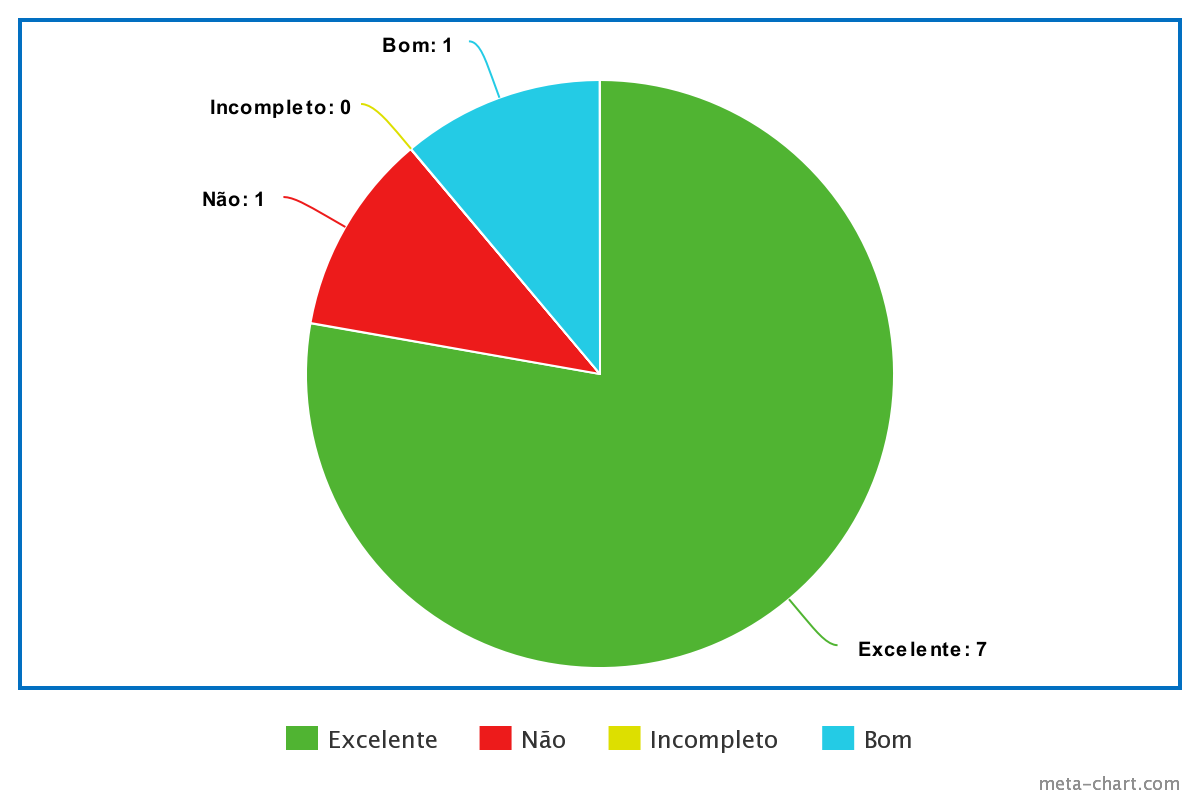 Bom: 1
Incompleto: 0
Não: 1
Excelente: 7
Excelente Não Incompleto Bom
meta-chart.com